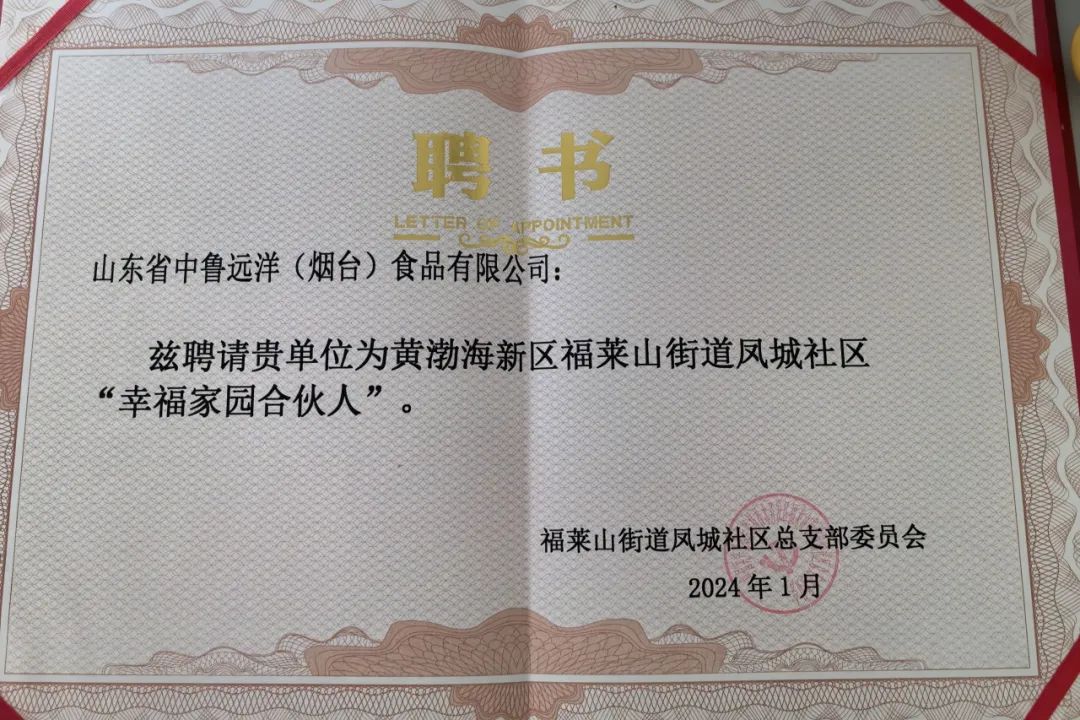 聘书
LETTER OF APPOINTMENT
山东省中鲁远洋（烟台）食品有限公司：
兹聘请贵单位为黄渤海新区福莱山街道凤城社区
“幸福家园合伙人”。
福莱山街道凤城社区总支部委员会
2024年1月